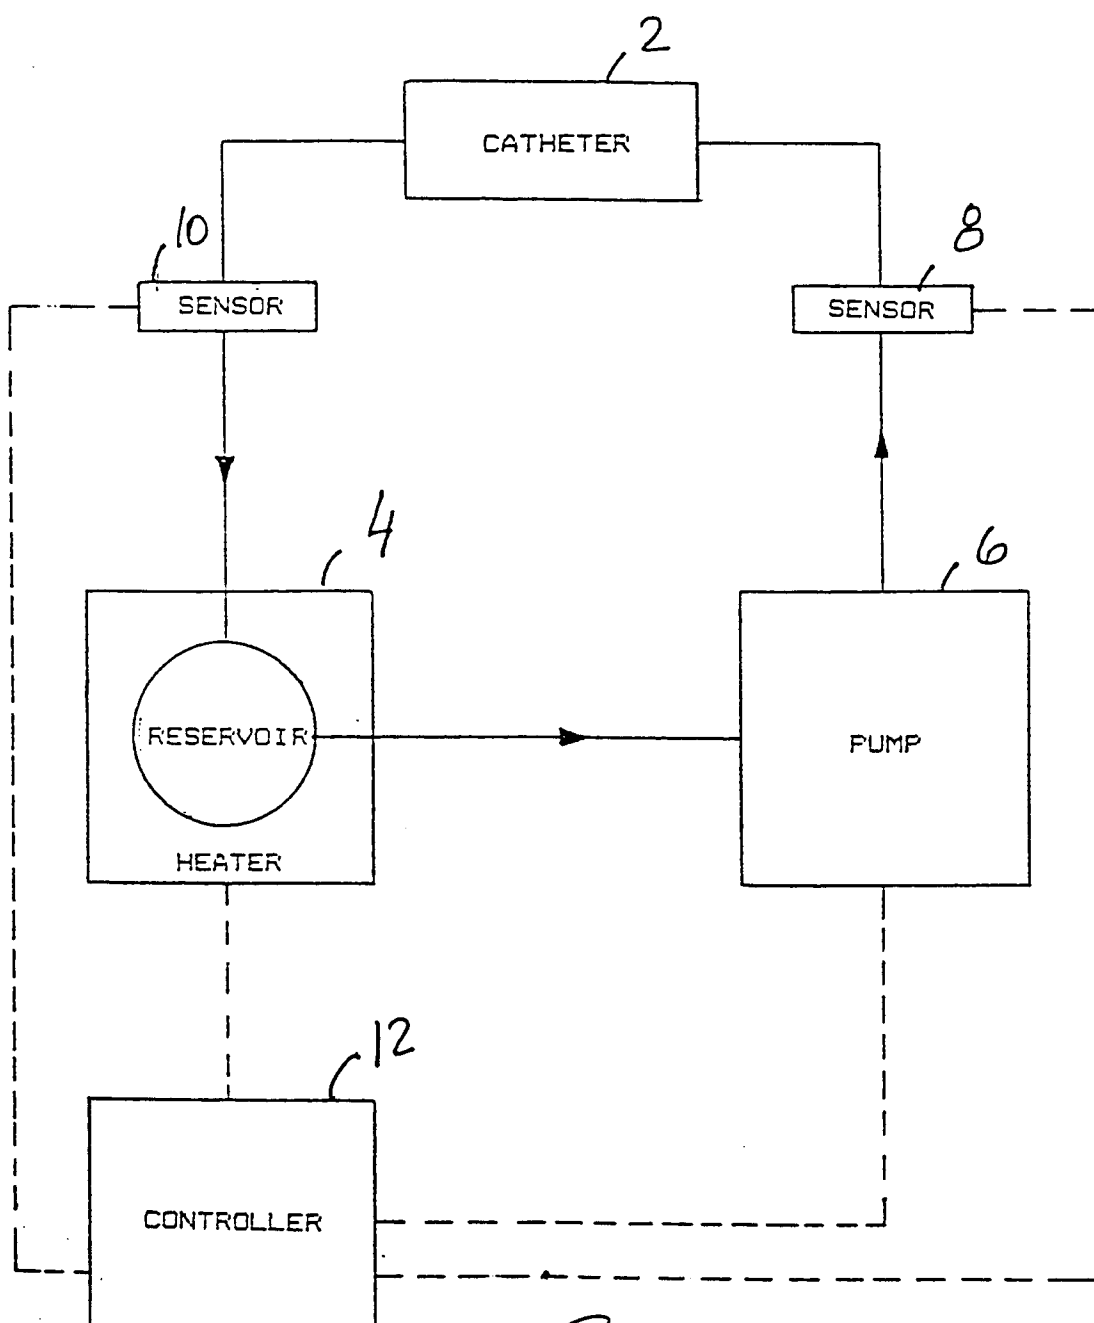 2
CATHETER
10
8
SENSOR
SENSOR
4
6
RESERVOIR
PUMP
HEATER
12
CONTROLLER